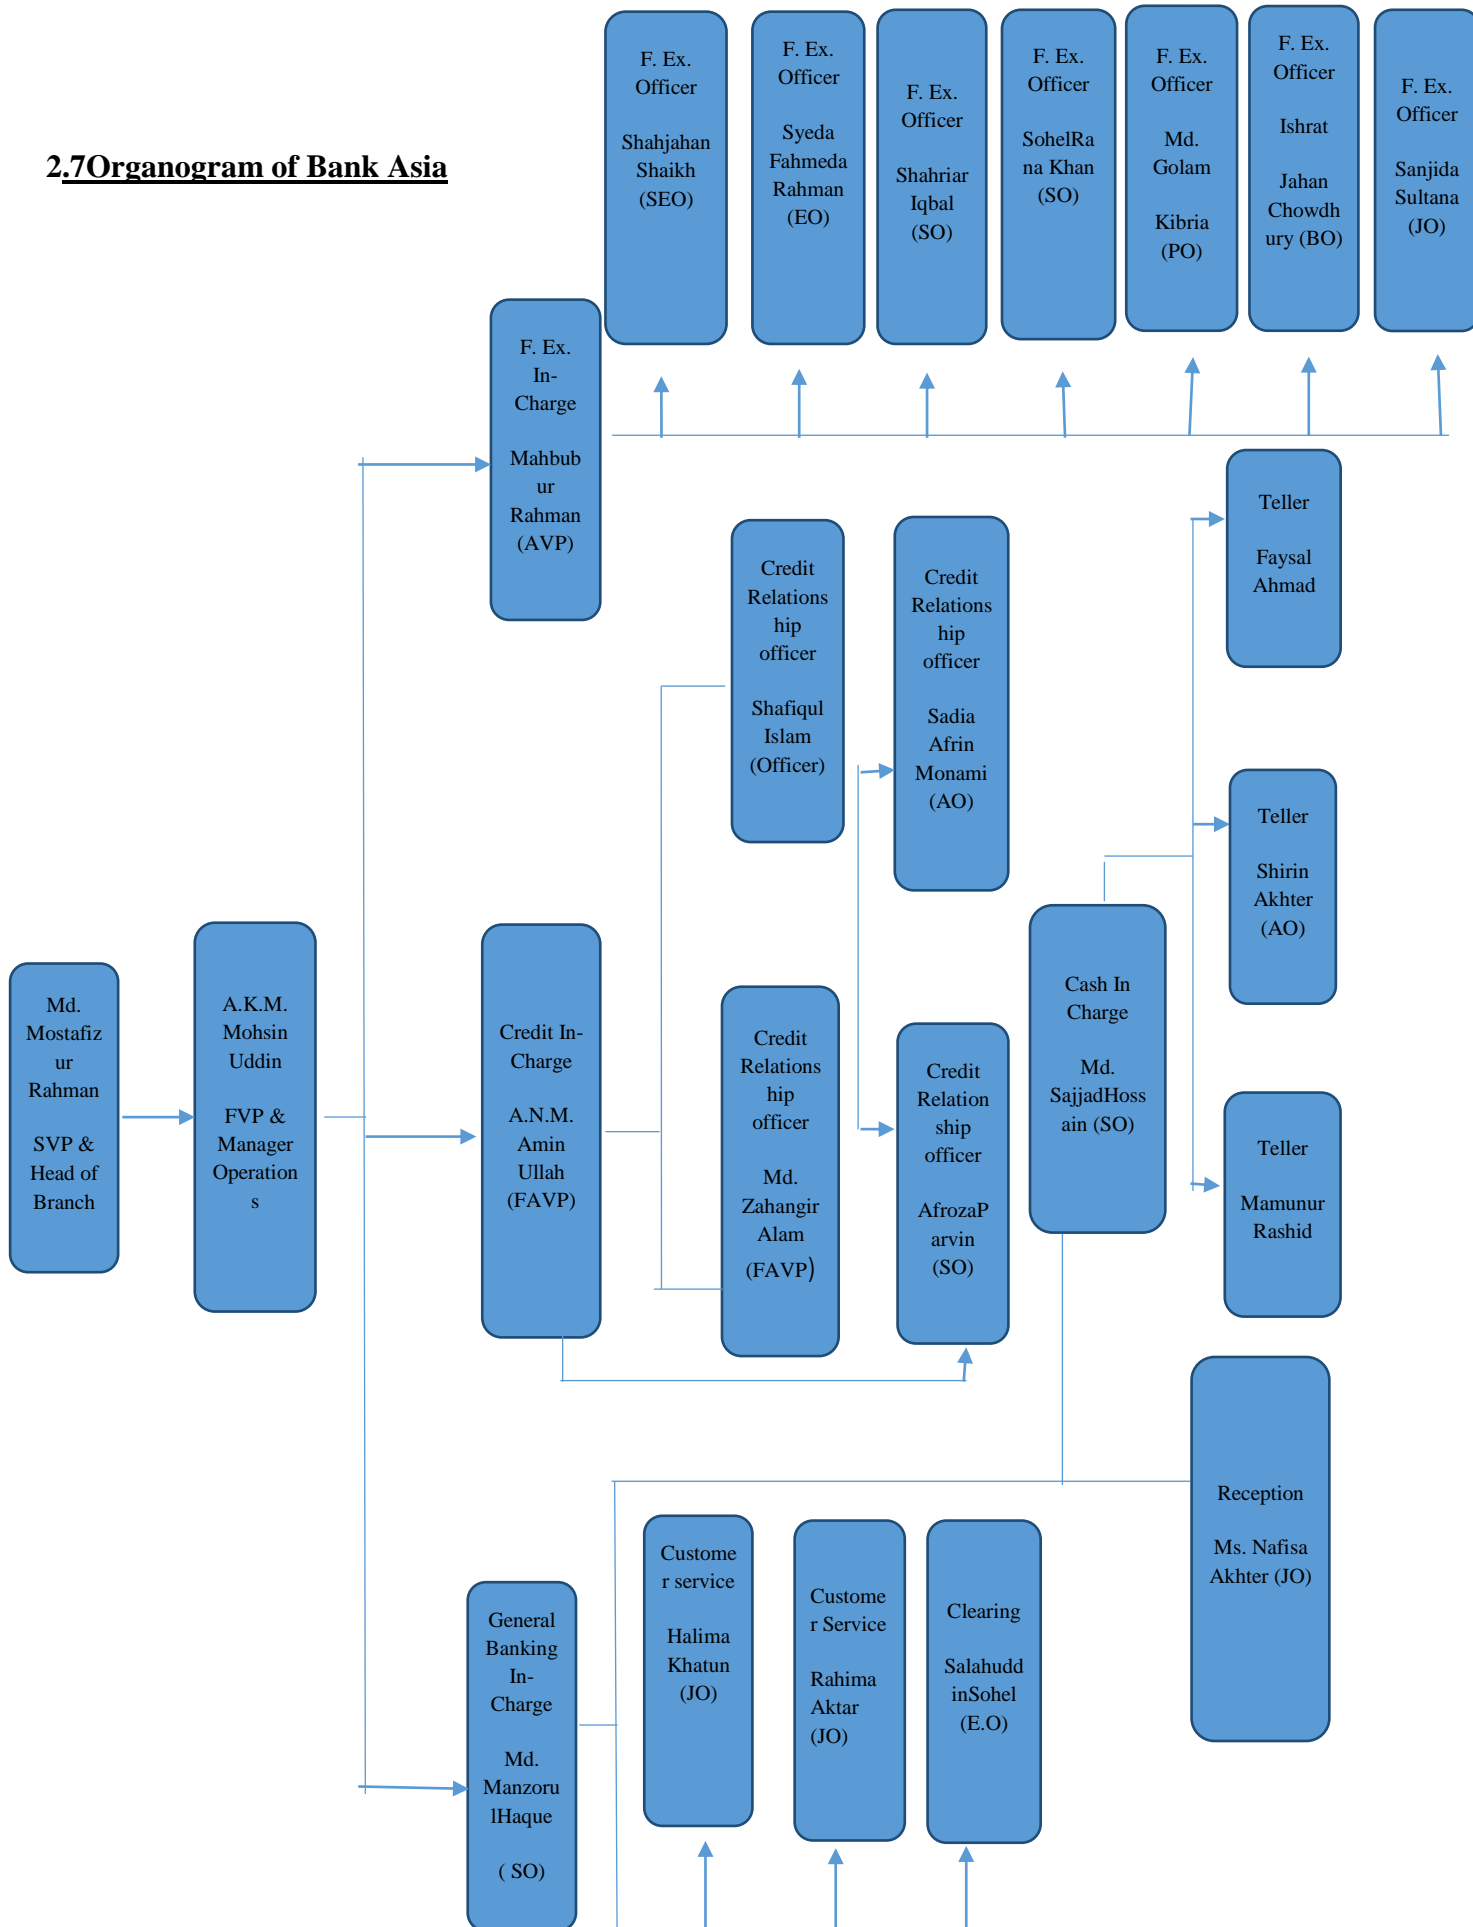 2.7Organogram of Bank Asia
F. Ex.
Officer
Shahjahan
Shaikh
(SEO)
F. Ex.
Officer
Syeda
Fahmeda
Rahman
(EO)
F. Ex.
Officer
Shahriar
Iqbal
(SO)
F. Ex.
Officer
SohelRa
na Khan
(SO)
F. Ex.
Officer
Md.
Golam
Kibria
(PO)
F. Ex.
Officer
Ishrat
Jahan
Chowdh
ury (BO)
F. Ex.
Officer
Sanjida
Sultana
(JO)
F. Ex.
In-
Charge
Mahbub
ur
Rahman
(AVP)
Credit
Relations
hip
officer
Shafiqul
Islam
(Officer)
Credit
Relations
hip
officer
Sadia
Afrin
Monami
(AO)
Teller
Faysal
Ahmad
Teller
Shirin
Akhter
(AO)
Md.
Mostafiz
ur
Rahman
SVP &
Head of
Branch
A.K.M.
Mohsin
Uddin
FVP &
Manager
Operation
s
Credit In-
Charge
A.N.M.
Amin
Ullah
(FAVP)
Credit
Relations
hip
officer
Md.
Zahangir
Alam
(FAVP)
Credit
Relation
ship
officer
AfrozaP
arvin
(SO)
Cash In
Charge
Md.
SajjadHoss
ain (SO)
Teller
Mamunur
Rashid
Reception
Ms. Nafisa
Akhter (JO)
General
Banking
In-
Charge
Md.
Manzoru
lHaque
( SO)
Custome
r service
Halima
Khatun
(JO)
Custome
r Service
Rahima
Aktar
(JO)
Clearing
Salahudd
inSohel
(E.O)